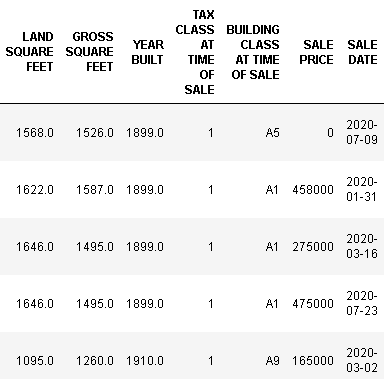 LAND SQUARE FEET GROSS SQUARE FEET YEAR BUILT TAX CLASS AT TIME OF SALE BUILDING CLASS AT TIME OF SALE SALE PRICE SALE DATE
1568.0 1526.0 1899.0 1 A5 0 2020-07-09
1622.0 1587.0 1899.0 1 A1 458000 2020-01-31
1646.0 1495.0 1899.0 1 A1 275000 2020-03-16
1646.0 1495.0 1899.0 1 A1 475000 2020-07-23
1095.0 1260.0 1910.0 1 A9 165000 2020-03-02